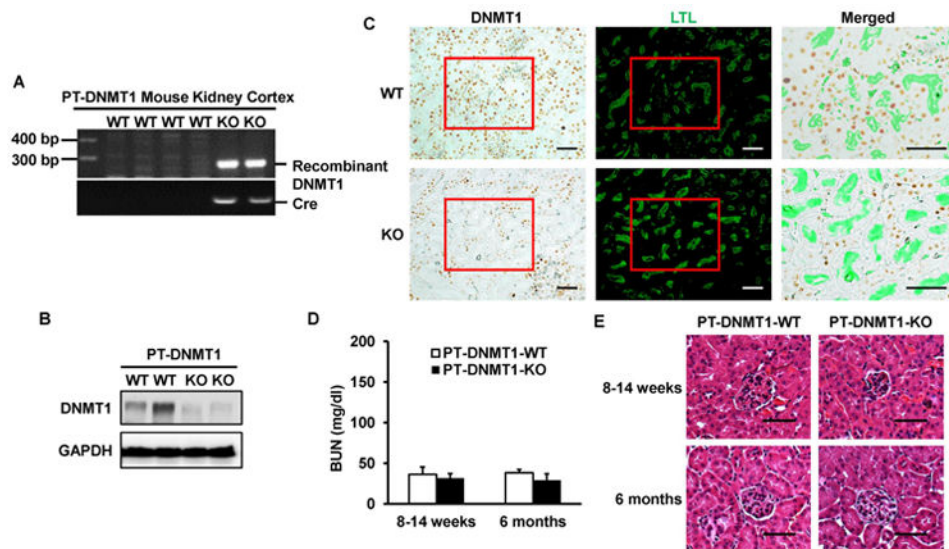 A
PT-DNMT1 Mouse Kidney Cortex
WT WT WT WT KO KO
400 bp
300 bp
Recombinant
DNMT1
Cre
B
PT-DNMT1
WT WT KO KO
DNMT1
GAPDH
C
DNMT1 LTL Merged
WT
KO
D
PT-DNMT1-WT
PT-DNMT1-KO
BUN (mg/dl)
200
150
100
50
0
8-14 weeks 6 months
E
PT-DNMT1-WT PT-DNMT1-KO
8-14 weeks
6 months